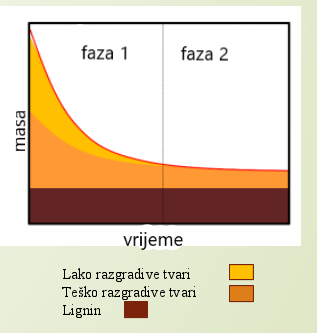 faza 1
faza 2
masa
vrijeme
Lako razgradive tvari
Teško razgradive tvari
Lignin